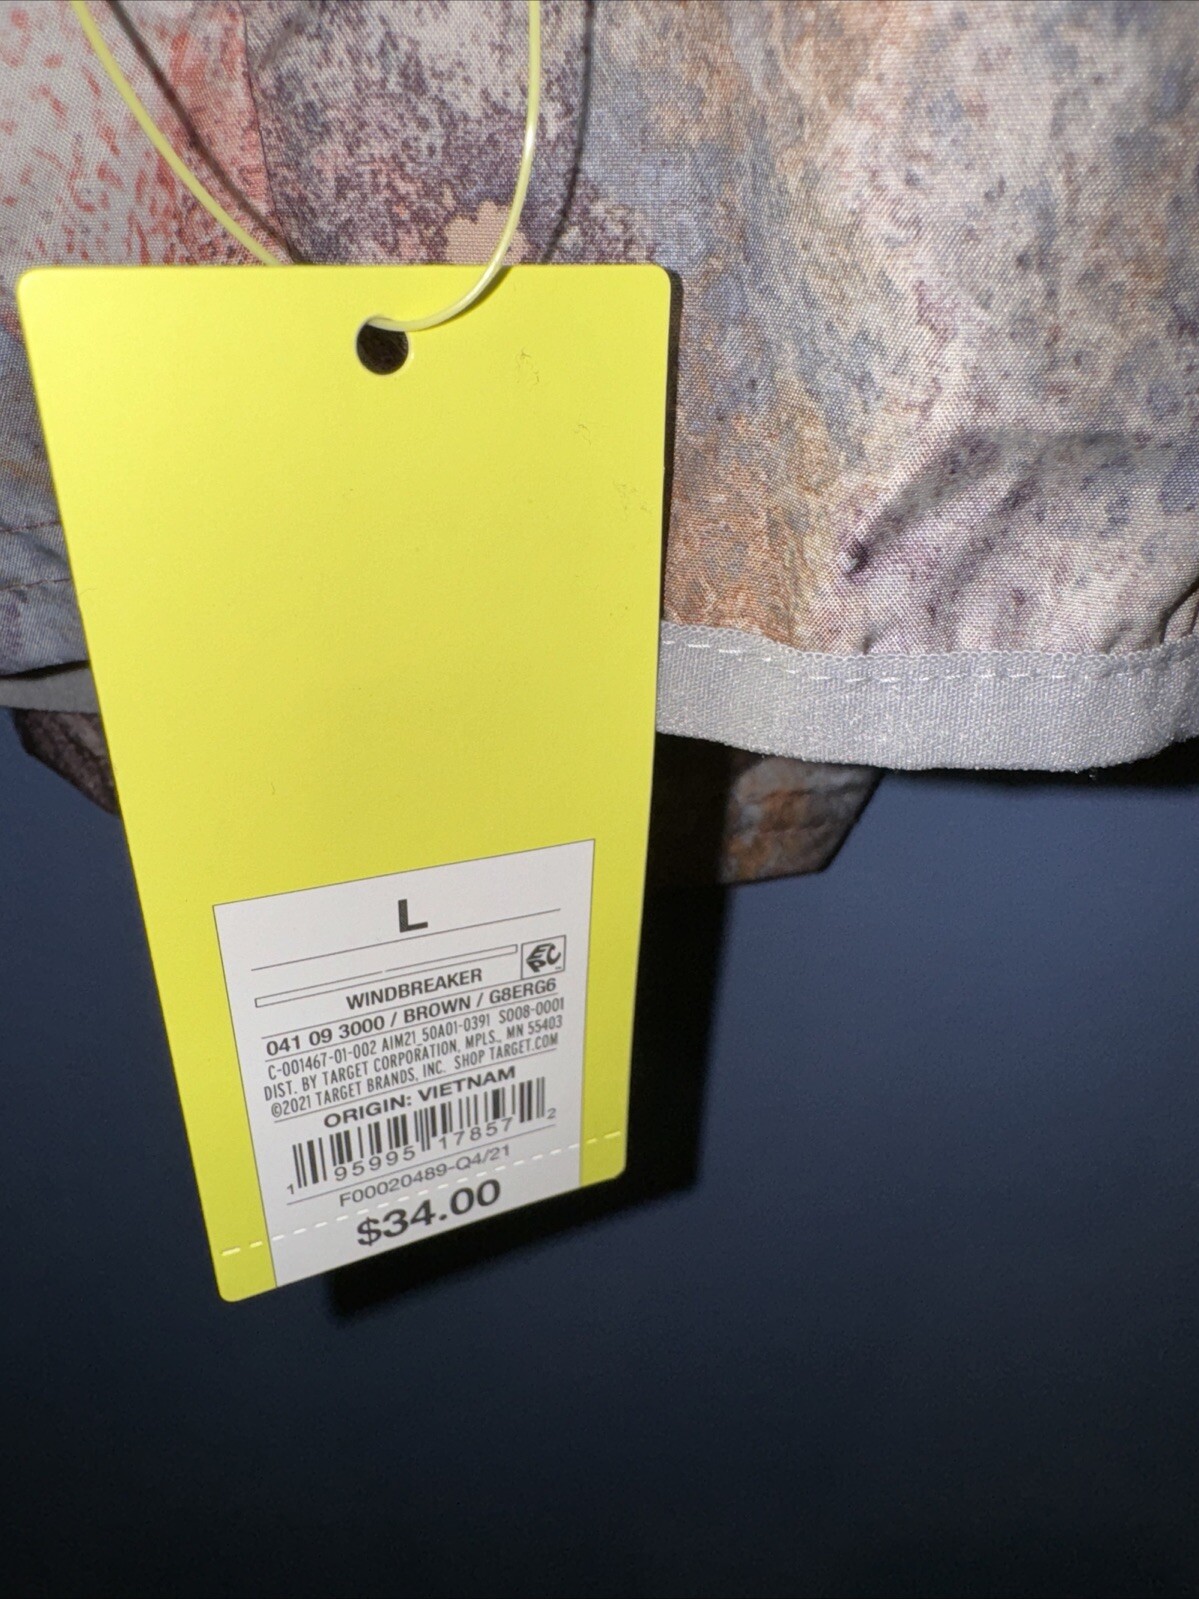 L
EPC
WINDBREAKER
041 09 3000 / BROWN / G8ERG6
C-001467-01-002 AIM21_50A01-0391 S008-0001
DIST. BY TARGET CORPORATION, MPLS., MN 55403
©2021 TARGET BRANDS, INC. SHOP TARGET.COM
ORIGIN: VIETNAM
1 95995 17857 2
F00020489-Q4/21
$34.00